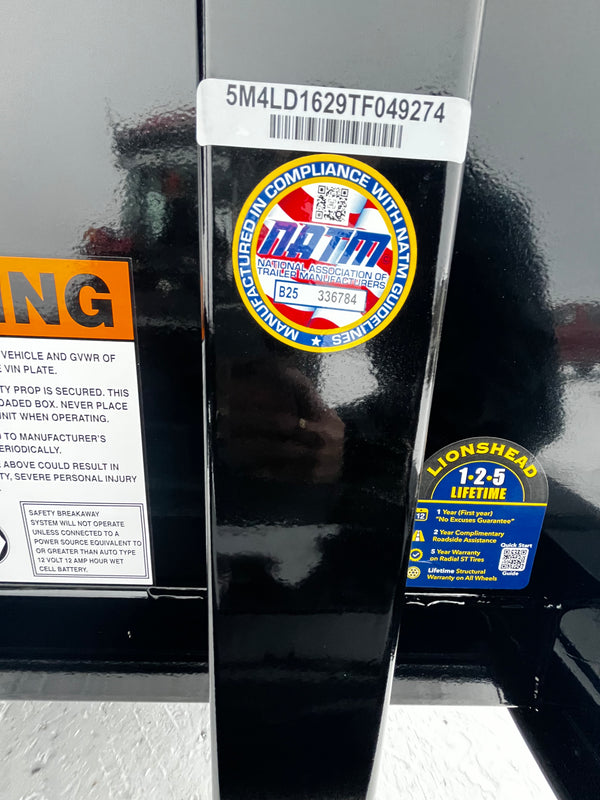 5M4LD1629TF049274
MANUFACTURED IN COMPLIANCE WITH NATM GUIDELINES
NATM
NATIONAL ASSOCIATION OF
TRAILER MANUFACTURERS
B25 336784
ING
VEHICLE AND GVWR OF
VIN PLATE.
TY PROP IS SECURED. THIS
OADED BOX. NEVER PLACE
NIT WHEN OPERATING.
TO MANUFACTURER'S
ERIODICALLY.
ABOVE COULD RESULT IN
TY, SEVERE PERSONAL INJURY
SAFETY BREAKAWAY
SYSTEM WILL NOT OPERATE
UNLESS CONNECTED TO A
POWER SOURCE EQUIVALENT TO
OR GREATER THAN AUTO TYPE
12 VOLT 12 AMP HOUR WET
CELL BATTERY.
LIONSHEAD
1·2·5
LIFETIME
12
1 Year (First year)
"No Excuses Guarantee"
2 Year Complimentary
Roadside Assistance
5 Year Warranty
on Radial ST Tires
Lifetime Structural
Warranty on All Wheels
Quick Start
Guide